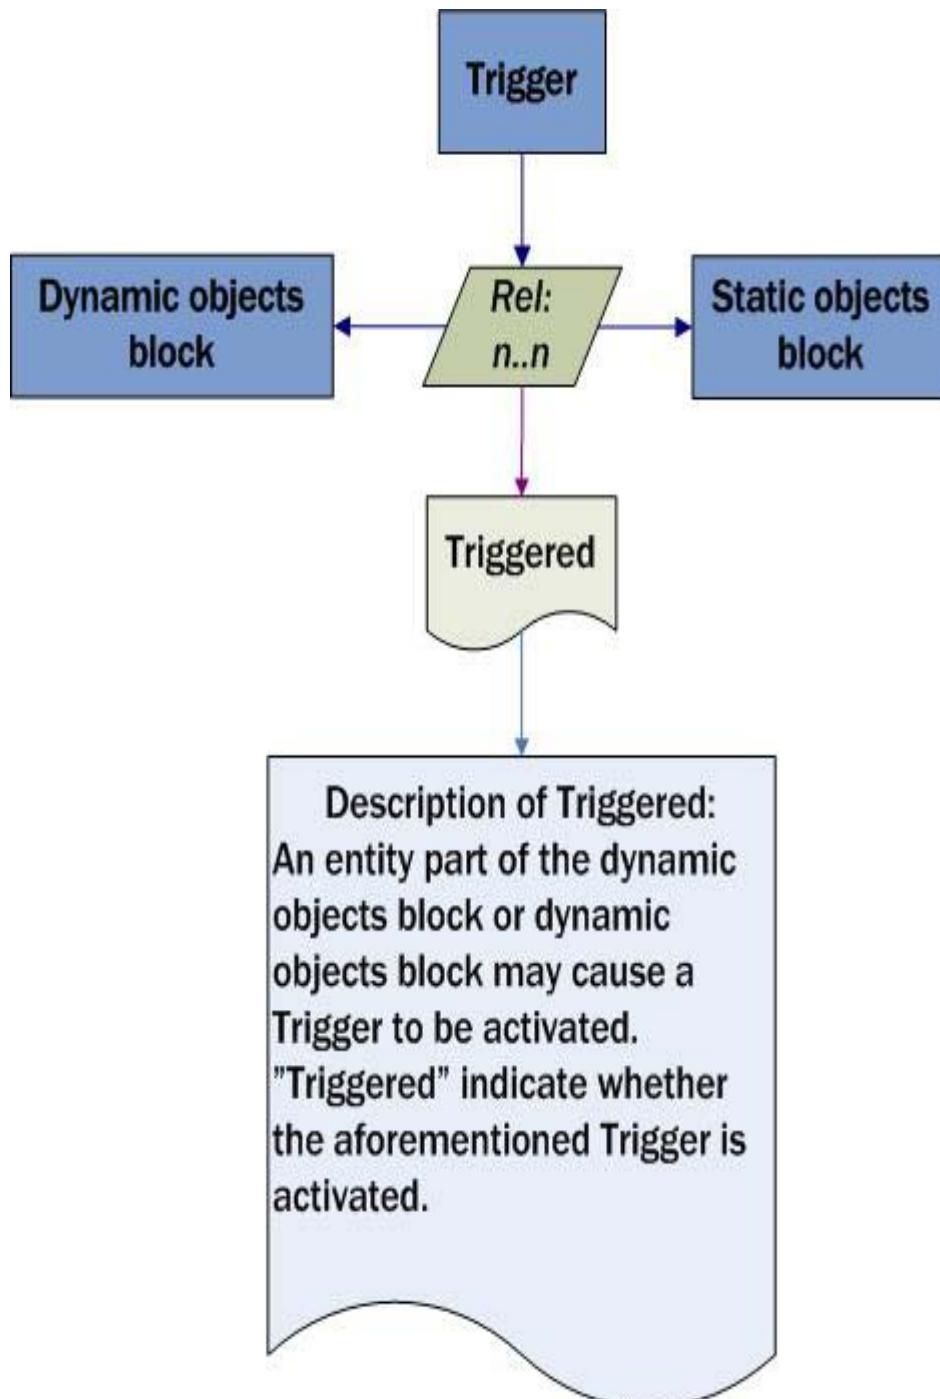 Trigger
Dynamic objects
block
Rel:
n..n
Static objects
block
Triggered
Description of Triggered:
An entity part of the dynamic
objects block or dynamic
objects block may cause a
Trigger to be activated.
”Triggered” indicate whether
the aforementioned Trigger is
activated.